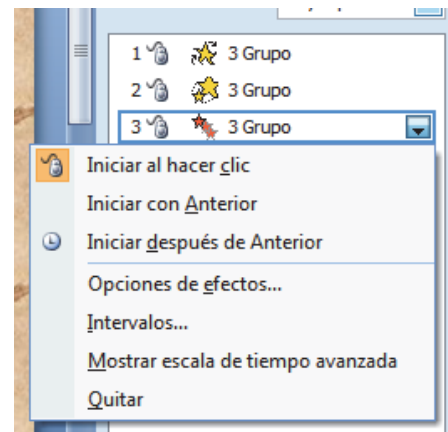 1 3 Grupo
2 3 Grupo
3 3 Grupo
Iniciar al hacer clic
Iniciar con Anterior
Iniciar después de Anterior
Opciones de efectos...
Intervalos...
Mostrar escala de tiempo avanzada
Quitar